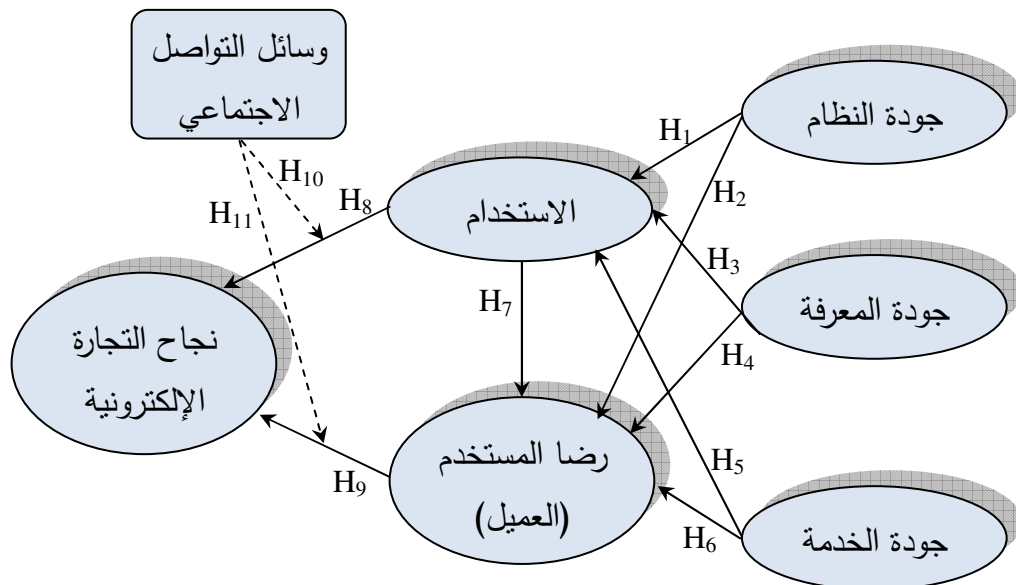 وسائل التواصل
الاجتماعي
جودة النظام
H1
H10
H2
H8
H11
الاستخدام
H3
H7
جودة المعرفة
نجاح التجارة
الإلكترونية
H4
رضا المستخدم
(العميل)
H5
H9
H6
جودة الخدمة